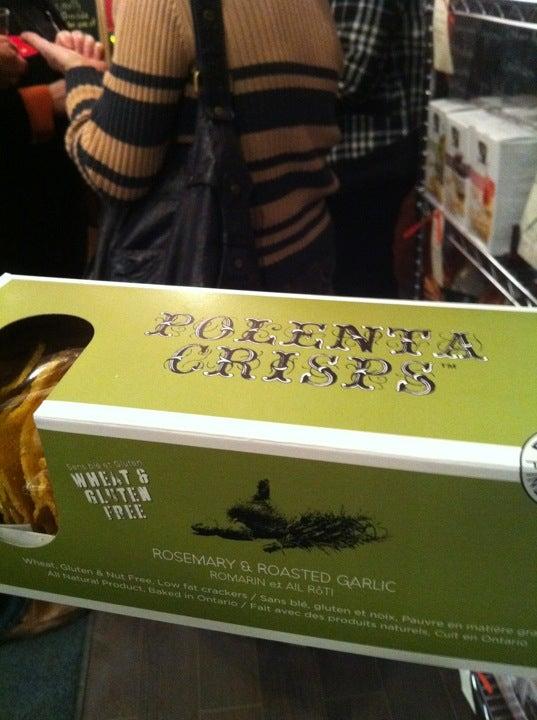 POLENTA
CRISPS™
Sans blé et Gluten
WHEAT &
GLUTEN
FREE
ROSEMARY & ROASTED GARLIC
ROMARIN et AIL RôTI
Wheat, Gluten & Nut Free, Low fat crackers / Sans blé, gluten et noix, Pauvre en matière gra
All Natural Product, Baked in Ontario / Fait avec des produits naturels, Cuit en Ontario